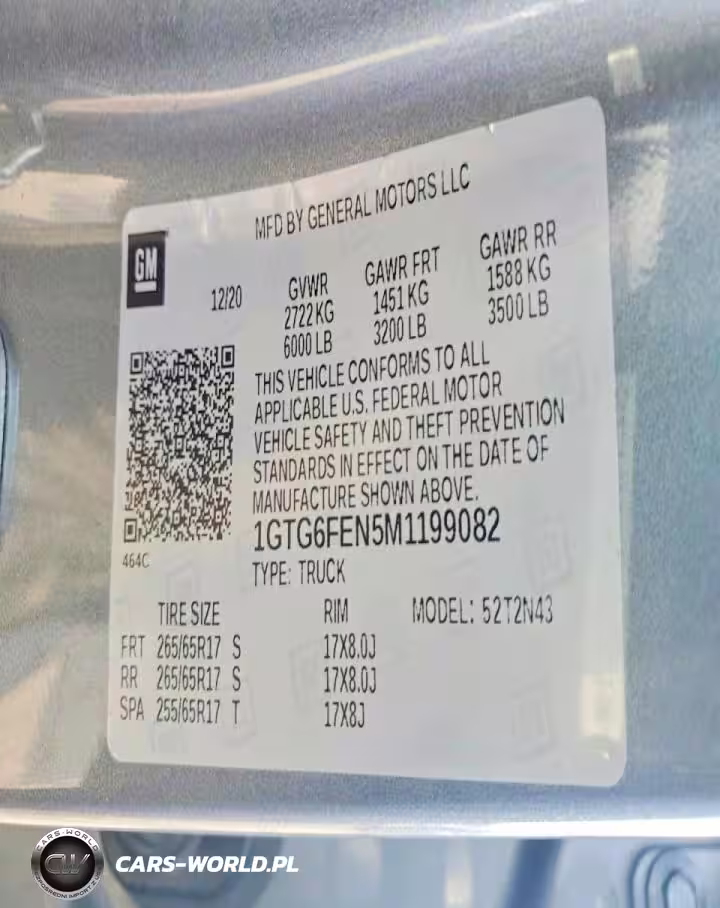 MFD BY GENERAL MOTORS LLC
GM
12/20 GVWR GAWR FRT GAWR RR
2722 KG 1451 KG 1588 KG
6000 LB 3200 LB 3500 LB
THIS VEHICLE CONFORMS TO ALL
APPLICABLE U.S. FEDERAL MOTOR
VEHICLE SAFETY AND THEFT PREVENTION
STANDARDS IN EFFECT ON THE DATE OF
MANUFACTURE SHOWN ABOVE.
1GTG6FEN5M1199082
464C
TYPE: TRUCK
TIRE SIZE RIM MODEL: 52T2N43
FRT 265/65R17 S 17X8.0J
RR 265/65R17 S 17X8.0J
SPA 255/65R17 T 17X8J
CARS-WORLD
CW
CARS-WORLD.PL